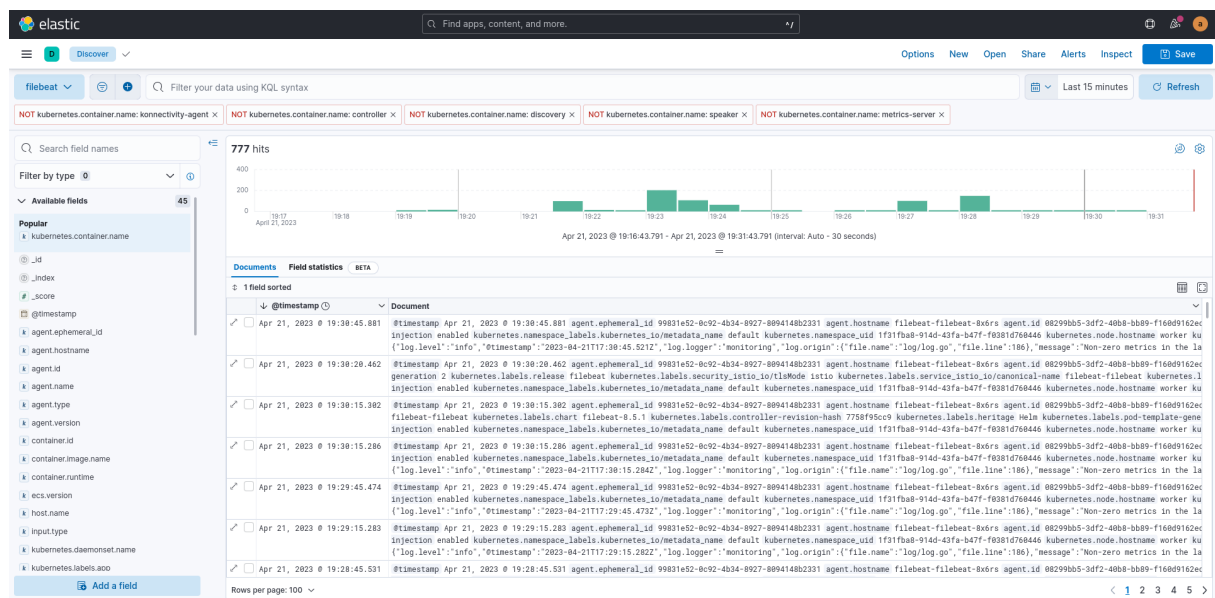 elastic
Find apps, content, and more.
^/
a
D
Discover
Options New Open Share Alerts Inspect Save
filebeat
Filter your data using KQL syntax
Last 15 minutes
Refresh
NOT kubernetes.container.name: konnectivity-agent ×
NOT kubernetes.container.name: controller ×
NOT kubernetes.container.name: discovery ×
NOT kubernetes.container.name: speaker ×
NOT kubernetes.container.name: metrics-server ×
Search field names
Filter by type 0
Available fields 45
Popular
k kubernetes.container.name
_id
_index
# _score
@timestamp
k agent.ephemeral_id
k agent.hostname
k agent.id
k agent.name
k agent.type
k agent.version
k container.id
k container.image.name
k container.runtime
k ecs.version
k host.name
k input.type
k kubernetes.daemonset.name
k kubernetes.labels.app
Add a field
777 hits
400
200
0
19:17 19:18 19:19 19:20 19:21 19:22 19:23 19:24 19:25 19:26 19:27 19:28 19:29 19:30 19:31
April 21, 2023
Apr 21, 2023 @ 19:16:43.791 - Apr 21, 2023 @ 19:31:43.791 (interval: Auto - 30 seconds)
Documents Field statistics BETA
1 field sorted
@timestamp Document
Apr 21, 2023 @ 19:30:45.881 @timestamp Apr 21, 2023 @ 19:30:45.881 agent.ephemeral_id 99831e52-0c92-4b34-8927-8094148b2331 agent.hostname filebeat-filebeat-8x6rs agent.id 08299bb5-3df2-40b8-bb89-f160d9162ec
injection enabled kubernetes.namespace_labels.kubernetes_io/metadata_name default kubernetes.namespace_uid 1f31fba8-914d-43fa-b47f-f0381d760446 kubernetes.node.hostname worker ku
{"log.level":"info","@timestamp":"2023-04-21T17:30:45.521Z","log.logger":"monitoring","log.origin":{"file.name":"log/log.go","file.line":186},"message":"Non-zero metrics in the la
Apr 21, 2023 @ 19:30:20.462 @timestamp Apr 21, 2023 @ 19:30:20.462 agent.ephemeral_id 99831e52-0c92-4b34-8927-8094148b2331 agent.hostname filebeat-filebeat-8x6rs agent.id 08299bb5-3df2-40b8-bb89-f160d9162ec
generation 2 kubernetes.labels.release filebeat kubernetes.labels.security_istio_io/tlsMode istio kubernetes.labels.service_istio_io/canonical-name filebeat-filebeat kubernetes.l
injection enabled kubernetes.namespace_labels.kubernetes_io/metadata_name default kubernetes.namespace_uid 1f31fba8-914d-43fa-b47f-f0381d760446 kubernetes.node.hostname worker ku
Apr 21, 2023 @ 19:30:15.302 @timestamp Apr 21, 2023 @ 19:30:15.302 agent.ephemeral_id 99831e52-0c92-4b34-8927-8094148b2331 agent.hostname filebeat-filebeat-8x6rs agent.id 08299bb5-3df2-40b8-bb89-f160d9162ec
filebeat-filebeat kubernetes.labels.chart filebeat-8.5.1 kubernetes.labels.controller-revision-hash 7758f95cc9 kubernetes.labels.heritage Helm kubernetes.labels.pod-template-gene
injection enabled kubernetes.namespace_labels.kubernetes_io/metadata_name default kubernetes.namespace_uid 1f31fba8-914d-43fa-b47f-f0381d760446 kubernetes.node.hostname worker ku
Apr 21, 2023 @ 19:30:15.286 @timestamp Apr 21, 2023 @ 19:30:15.286 agent.ephemeral_id 99831e52-0c92-4b34-8927-8094148b2331 agent.hostname filebeat-filebeat-8x6rs agent.id 08299bb5-3df2-40b8-bb89-f160d9162ec
injection enabled kubernetes.namespace_labels.kubernetes_io/metadata_name default kubernetes.namespace_uid 1f31fba8-914d-43fa-b47f-f0381d760446 kubernetes.node.hostname worker ku
{"log.level":"info","@timestamp":"2023-04-21T17:30:15.284Z","log.logger":"monitoring","log.origin":{"file.name":"log/log.go","file.line":186},"message":"Non-zero metrics in the la
Apr 21, 2023 @ 19:29:45.474 @timestamp Apr 21, 2023 @ 19:29:45.474 agent.ephemeral_id 99831e52-0c92-4b34-8927-8094148b2331 agent.hostname filebeat-filebeat-8x6rs agent.id 08299bb5-3df2-40b8-bb89-f160d9162ec
injection enabled kubernetes.namespace_labels.kubernetes_io/metadata_name default kubernetes.namespace_uid 1f31fba8-914d-43fa-b47f-f0381d760446 kubernetes.node.hostname worker ku
{"log.level":"info","@timestamp":"2023-04-21T17:29:45.473Z","log.logger":"monitoring","log.origin":{"file.name":"log/log.go","file.line":186},"message":"Non-zero metrics in the la
Apr 21, 2023 @ 19:29:15.283 @timestamp Apr 21, 2023 @ 19:29:15.283 agent.ephemeral_id 99831e52-0c92-4b34-8927-8094148b2331 agent.hostname filebeat-filebeat-8x6rs agent.id 08299bb5-3df2-40b8-bb89-f160d9162ec
injection enabled kubernetes.namespace_labels.kubernetes_io/metadata_name default kubernetes.namespace_uid 1f31fba8-914d-43fa-b47f-f0381d760446 kubernetes.node.hostname worker ku
{"log.level":"info","@timestamp":"2023-04-21T17:29:15.282Z","log.logger":"monitoring","log.origin":{"file.name":"log/log.go","file.line":186},"message":"Non-zero metrics in the la
Apr 21, 2023 @ 19:28:45.531 @timestamp Apr 21, 2023 @ 19:28:45.531 agent.ephemeral_id 99831e52-0c92-4b34-8927-8094148b2331 agent.hostname filebeat-filebeat-8x6rs agent.id 08299bb5-3df2-40b8-bb89-f160d9162ec
Rows per page: 100
< 1 2 3 4 5 >